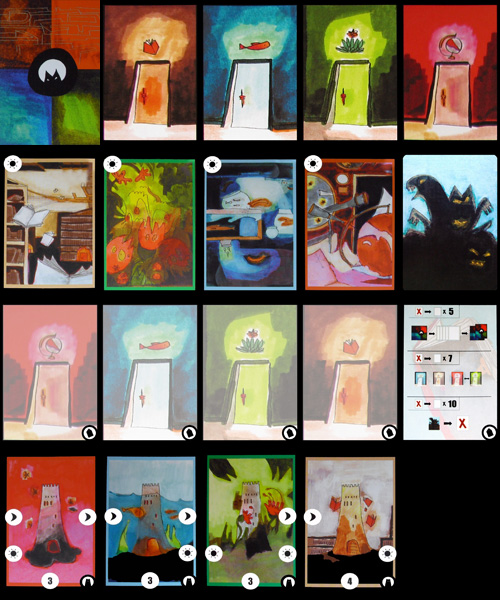 X → x 5
X → x 7
X → x 10
→ X
3
3
3
4